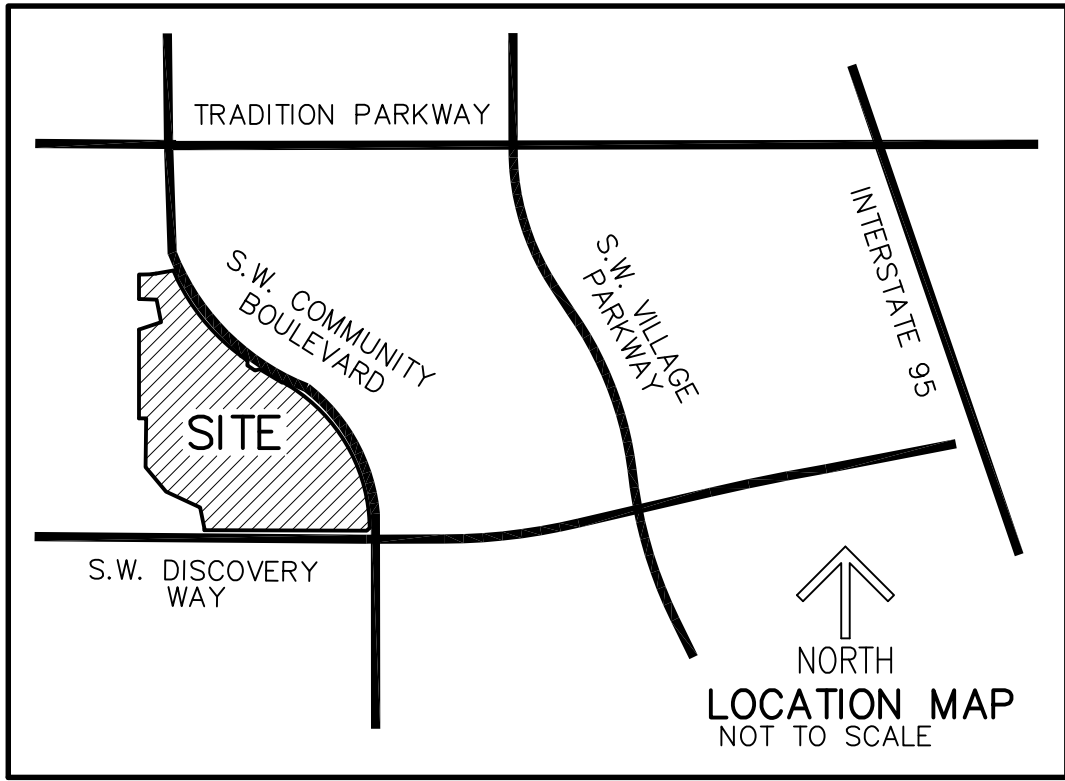 TRADITION PARKWAY
S.W. COMMUNITY
BOULEVARD
S.W. VILLAGE
PARKWAY
INTERSTATE 95
SITE
S.W. DISCOVERY
WAY
NORTH
LOCATION MAP
NOT TO SCALE